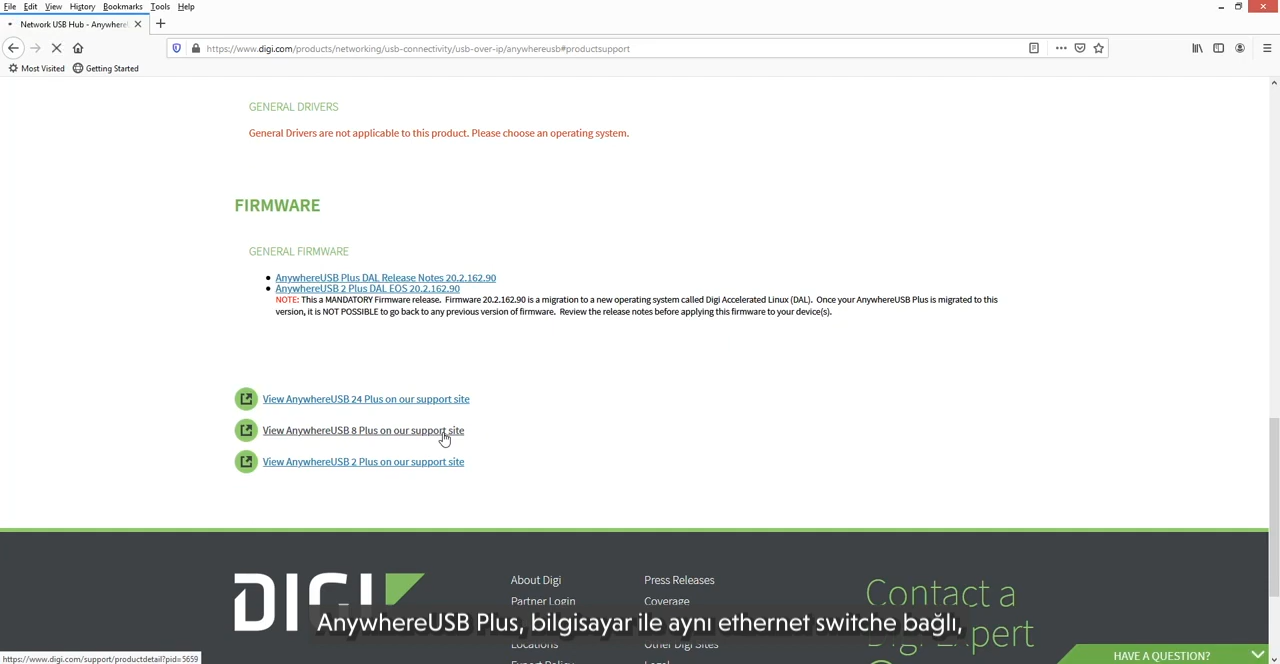 File Edit View History Bookmarks Tools Help
Network USB Hub - Anywhere
https://www.digi.com/products/networking/usb-connectivity/usb-over-ip/anywhereusb#productsupport
Most Visited Getting Started
GENERAL DRIVERS
General Drivers are not applicable to this product. Please choose an operating system.
FIRMWARE
GENERAL FIRMWARE
AnywhereUSB Plus DAL Release Notes 20.2.162.90
AnywhereUSB 2 Plus DAL EOS 20.2.162.90
NOTE: This a MANDATORY Firmware release. Firmware 20.2.162.90 is a migration to a new operating system called Digi Accelerated Linux (DAL). Once your AnywhereUSB Plus is migrated to this
version, it is NOT POSSIBLE to go back to any previous version of firmware. Review the release notes before applying this firmware to your device(s).
View AnywhereUSB 24 Plus on our support site
View AnywhereUSB 8 Plus on our support site
View AnywhereUSB 2 Plus on our support site
DIGI
About Digi Press Releases
Contact a
Partner Login Coverage
AnywhereUSB Plus, bilgisayar ile aynı ethernet switche bağlı,
Digi Expert
Locations Other Digi Sites
HAVE A QUESTION?
https://www.digi.com/support/productdetail?pid=5659
Export Policy Legal